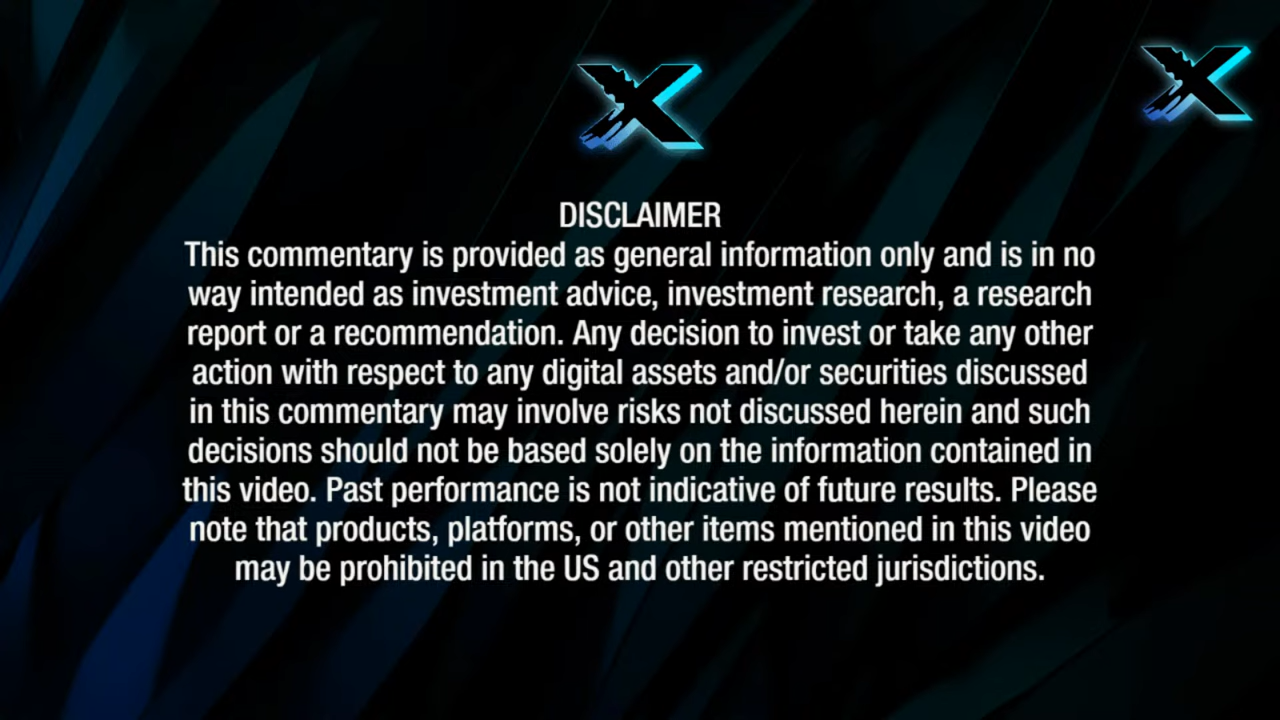 DISCLAIMER
This commentary is provided as general information only and is in no
way intended as investment advice, investment research, a research
report or a recommendation. Any decision to invest or take any other
action with respect to any digital assets and/or securities discussed
in this commentary may involve risks not discussed herein and such
decisions should not be based solely on the information contained in
this video. Past performance is not indicative of future results. Please
note that products, platforms, or other items mentioned in this video
may be prohibited in the US and other restricted jurisdictions.